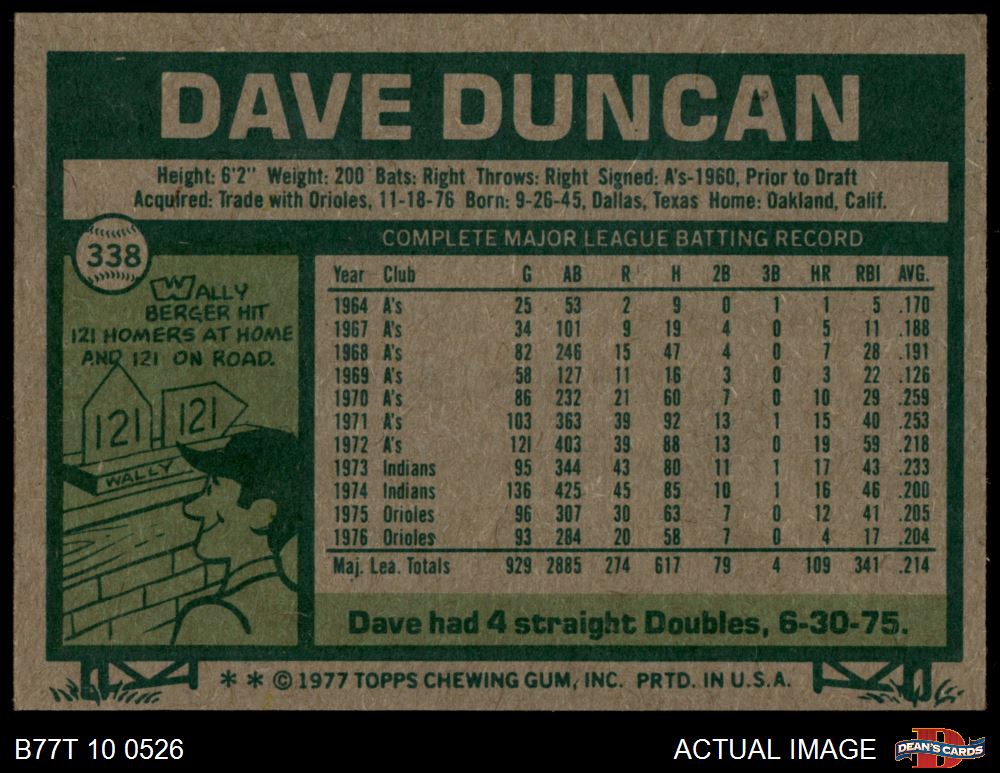 DAVE DUNCAN
Height: 6'2" Weight: 200 Bats: Right Throws: Right Signed: A's-1960, Prior to Draft
Acquired: Trade with Orioles, 11-18-76 Born: 9-26-45, Dallas, Texas Home: Oakland, Calif.
338
WALLY
BERGER HIT
121 HOMERS AT HOME
AND 121 ON ROAD.
121 121
WALLY
COMPLETE MAJOR LEAGUE BATTING RECORD
Year Club G AB R H 2B 3B HR RBI AVG.
1964 A's 25 53 2 9 0 1 1 5 .170
1967 A's 34 101 9 19 4 0 5 11 .188
1968 A's 82 246 15 47 4 0 7 28 .191
1969 A's 58 127 11 16 3 0 3 22 .126
1970 A's 86 232 21 60 7 0 10 29 .259
1971 A's 103 363 39 92 13 1 15 40 .253
1972 A's 121 403 39 88 13 0 19 59 .218
1973 Indians 95 344 43 80 11 1 17 43 .233
1974 Indians 136 425 45 85 10 1 16 46 .200
1975 Orioles 96 307 30 63 7 0 12 41 .205
1976 Orioles 93 284 20 58 7 0 4 17 .204
Maj. Lea. Totals 929 2885 274 617 79 4 109 341 .214
Dave had 4 straight Doubles, 6-30-75.
* * © 1977 TOPPS CHEWING GUM, INC. PRTD. IN U.S.A.
B77T 10 0526 ACTUAL IMAGE
D
DEAN'S CARDS